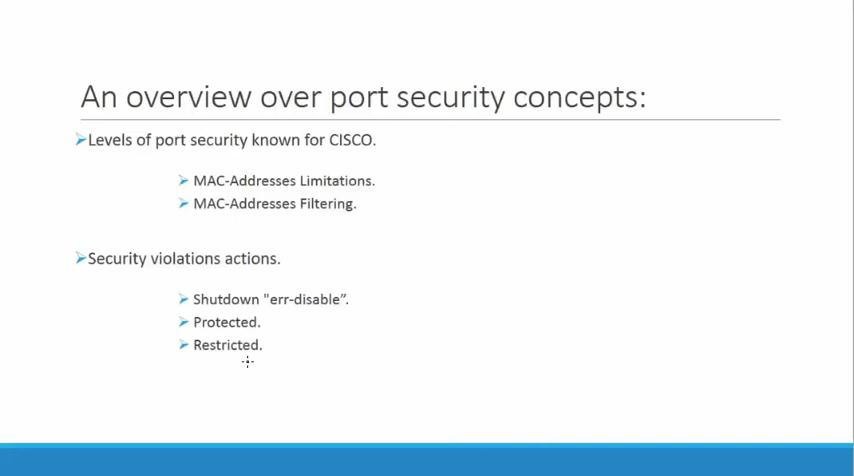 An overview over port security concepts:
Levels of port security known for CISCO.
MAC-Addresses Limitations.
MAC-Addresses Filtering.
Security violations actions.
Shutdown "err-disable”.
Protected.
Restricted.